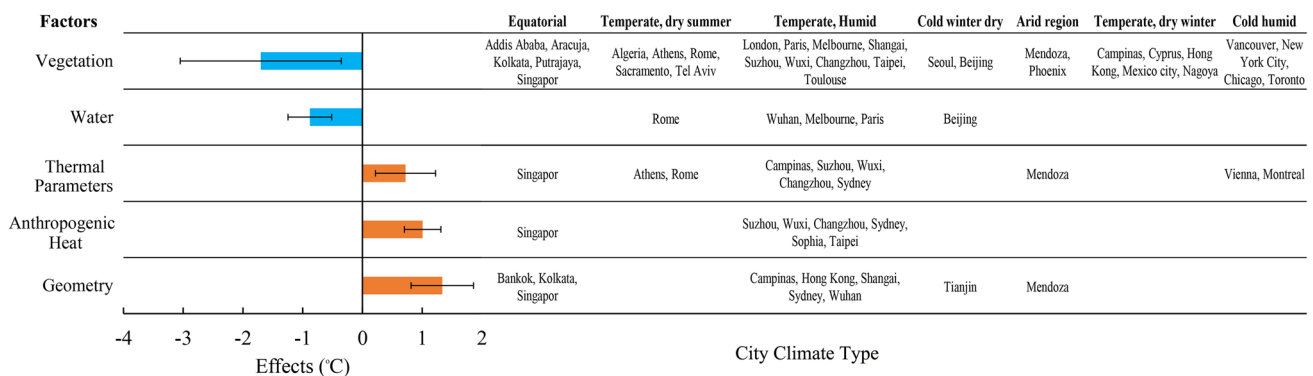 Factors
Equatorial
Temperate, dry summer
Temperate, Humid
Cold winter dry
Arid region
Temperate, dry winter
Cold humid
Vegetation
Addis Ababa, Aracuja,
Kolkata, Putrajaya,
Singapor
Algeria, Athens, Rome,
Sacramento, Tel Aviv
London, Paris, Melbourne, Shangai,
Suzhou, Wuxi, Changzhou, Taipei,
Toulouse
Seoul, Beijing
Mendoza,
Phoenix
Campinas, Cyprus, Hong
Kong, Mexico city, Nagoya
Vancouver, New
York City,
Chicago, Toronto
Water
Rome
Wuhan, Melbourne, Paris
Beijing
Thermal
Parameters
Singapor
Athens, Rome
Campinas, Suzhou, Wuxi,
Changzhou, Sydney
Mendoza
Vienna, Montreal
Anthropogenic
Heat
Singapor
Suzhou, Wuxi, Changzhou, Sydney,
Sophia, Taipei
Geometry
Bankok, Kolkata,
Singapor
Campinas, Hong Kong, Shangai,
Sydney, Wuhan
Tianjin
Mendoza
-4 -3 -2 -1 0 1 2
Effects (°C)
City Climate Type